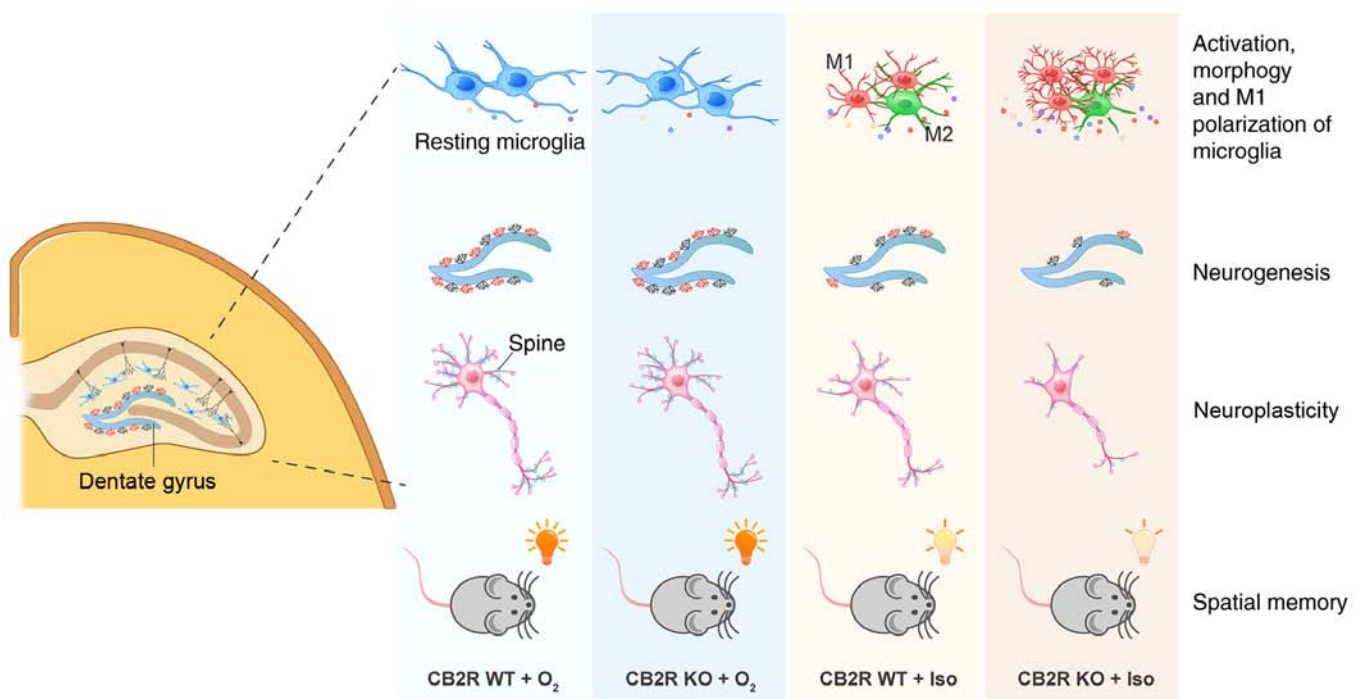 M1
M2
Resting microglia
Activation,
morphogy
and M1
polarization of
microglia
Neurogenesis
Spine
Neuroplasticity
Dentate gyrus
Spatial memory
CB2R WT + O₂
CB2R KO + O₂
CB2R WT + Iso
CB2R KO + Iso